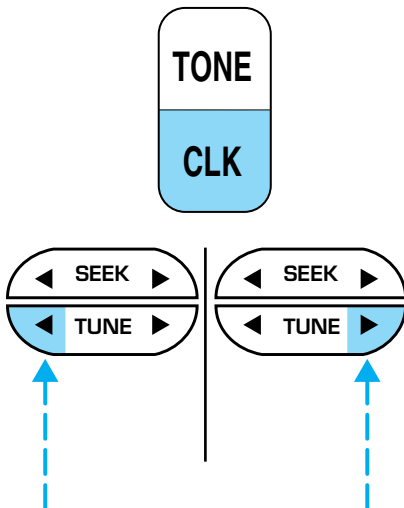 TONE
CLK
◀ SEEK ▶ ◀ SEEK ▶
◀ TUNE ▶ ◀ TUNE ▶